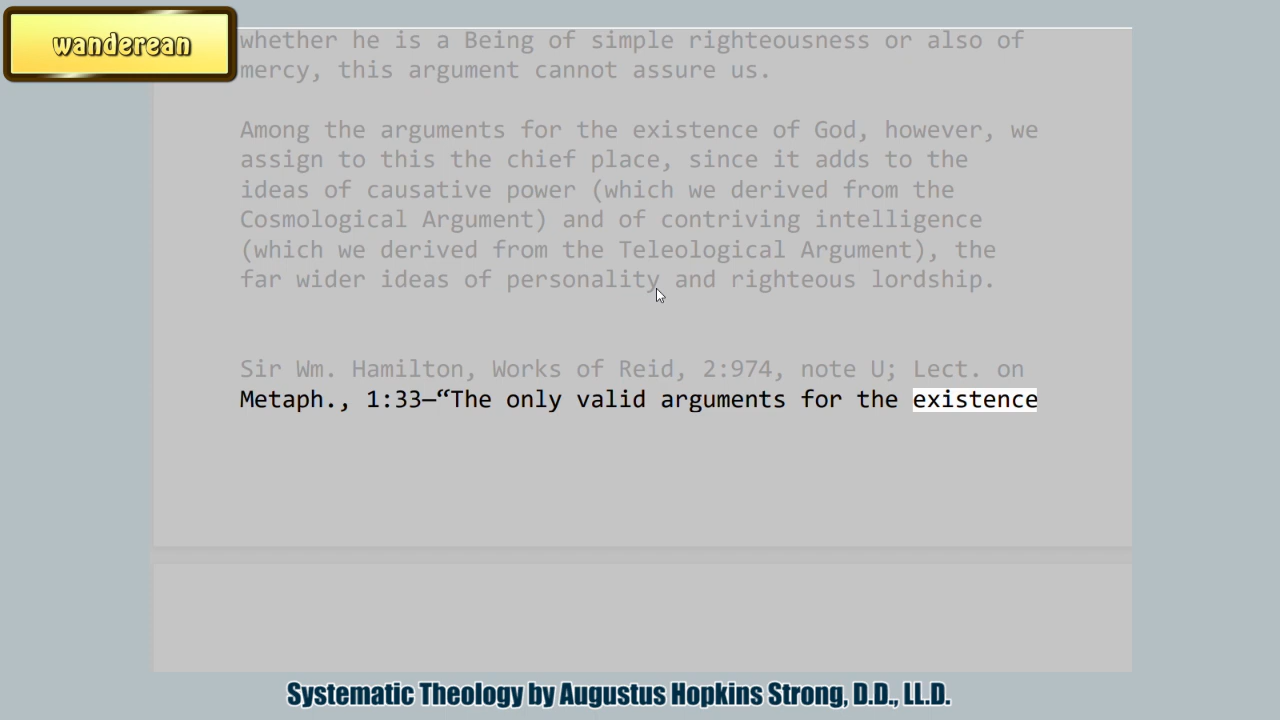 wanderean
whether he is a Being of simple righteousness or also of
mercy, this argument cannot assure us.
Among the arguments for the existence of God, however, we
assign to this the chief place, since it adds to the
ideas of causative power (which we derived from the
Cosmological Argument) and of contriving intelligence
(which we derived from the Teleological Argument), the
far wider ideas of personality and righteous lordship.
Sir Wm. Hamilton, Works of Reid, 2:974, note U; Lect. on
Metaph., 1:33—“The only valid arguments for the existence
Systematic Theology by Augustus Hopkins Strong, D.D., LL.D.